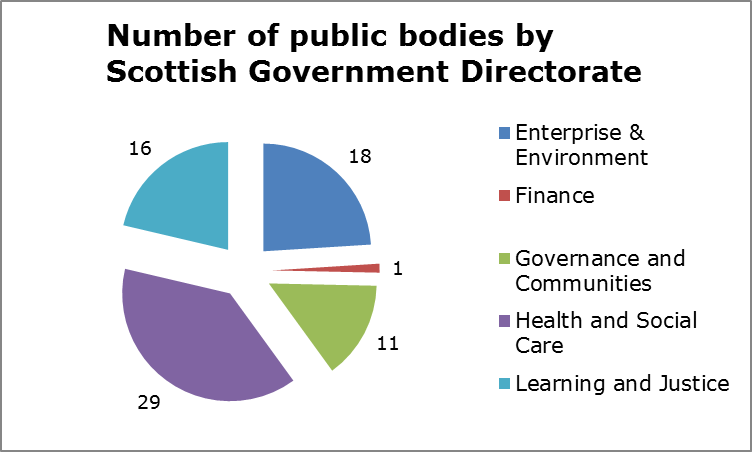 Number of public bodies by
Scottish Government Directorate
16
18
1
11
29
Enterprise &
Environment
Finance
Governance and
Communities
Health and Social
Care
Learning and Justice